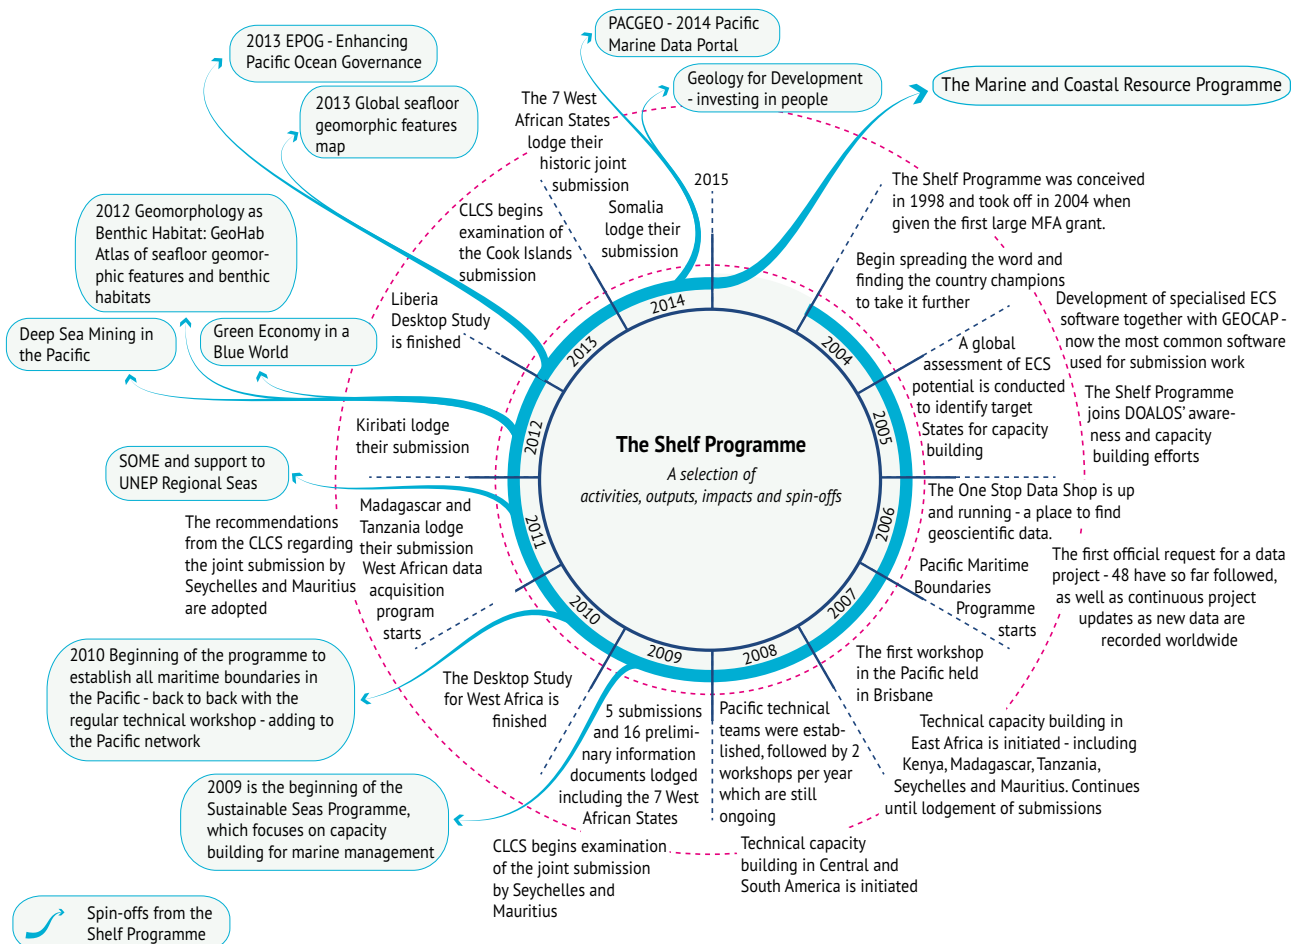 2013 EPOG - Enhancing
Pacific Ocean Governance
2013 Global seafloor
geomorphic features
map
PACGEO - 2014 Pacific
Marine Data Portal
Geology for Development
- investing in people
The Marine and Coastal Resource Programme
2012 Geomorphology as
Benthic Habitat: GeoHab
Atlas of seafloor geomor-
phic features and benthic
habitats
Deep Sea Mining in
the Pacific
Green Economy in a
Blue World
SOME and support to
UNEP Regional Seas
2010 Beginning of the programme to
establish all maritime boundaries in
the Pacific - back to back with the
regular technical workshop - adding to
the Pacific network
2009 is the beginning of the
Sustainable Seas Programme,
which focuses on capacity
building for marine management
Spin-offs from the
Shelf Programme
The Shelf Programme
A selection of
activities, outputs, impacts and spin-offs
2004
2005
2006
2007
2008
2009
2010
2011
2012
2013
2014
2015
The Shelf Programme was conceived
in 1998 and took off in 2004 when
given the first large MFA grant.
Begin spreading the word and
finding the country champions
to take it further
Development of specialised ECS
software together with GEOCAP -
now the most common software
used for submission work
A global
assessment of ECS
potential is conducted
to identify target
States for capacity
building
The Shelf Programme
joins DOALOS' aware-
ness and capacity
building efforts
The One Stop Data Shop is up
and running - a place to find
geoscientific data.
The first official request for a data
project - 48 have so far followed,
as well as continuous project
updates as new data are
recorded worldwide
Pacific Maritime
Boundaries
Programme
starts
The first workshop
in the Pacific held
in Brisbane
Technical capacity building in
East Africa is initiated - including
Kenya, Madagascar, Tanzania,
Seychelles and Mauritius. Continues
until lodgement of submissions
Pacific technical
teams were estab-
lished, followed by 2
workshops per year
which are still
ongoing
Technical capacity
building in Central and
South America is initiated
5 submissions
and 16 prelimi-
nary information
documents lodged
including the 7 West
African States
CLCS begins examination
of the joint submission
by Seychelles and
Mauritius
The Desktop Study
for West Africa is
finished
West African data
acquisition
program
starts
Madagascar and
Tanzania lodge
their submission
The recommendations
from the CLCS regarding
the joint submission by
Seychelles and Mauritius
are adopted
Kiribati lodge
their submission
Liberia
Desktop Study
is finished
CLCS begins
examination of
the Cook Islands
submission
The 7 West
African States
lodge their
historic joint
submission
Somalia
lodge their
submission